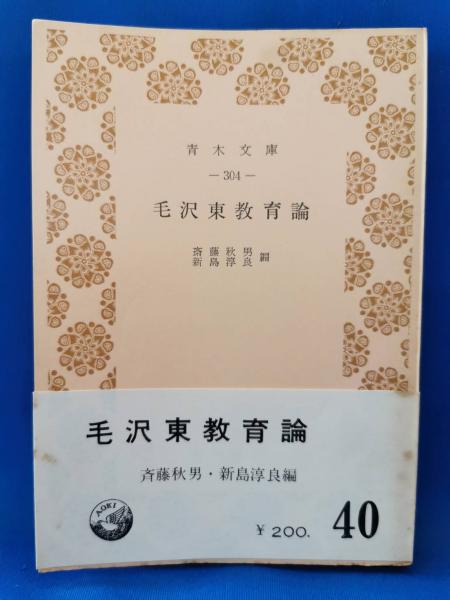 青木文庫
— 304 —
毛沢東教育論
斎藤秋男
新島淳良 編
毛沢東教育論
斉藤秋男・新島淳良編
AOKI
¥ 200. 40